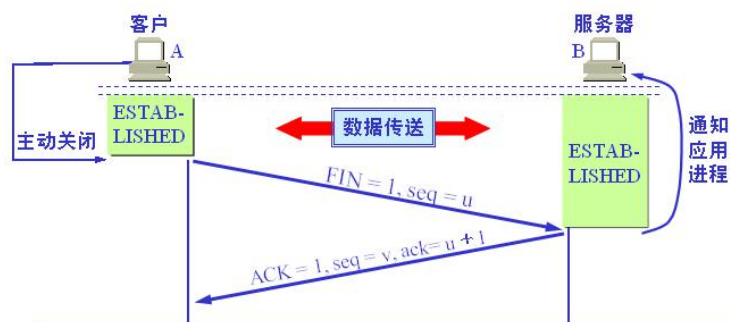 客户
服务器
A
B
ESTAB-
LISHED
数据传送
主动关闭
ESTAB-
LISHED
通知
应用
进程
FIN = 1, seq = u
ACK = 1, seq = v, ack= u + 1